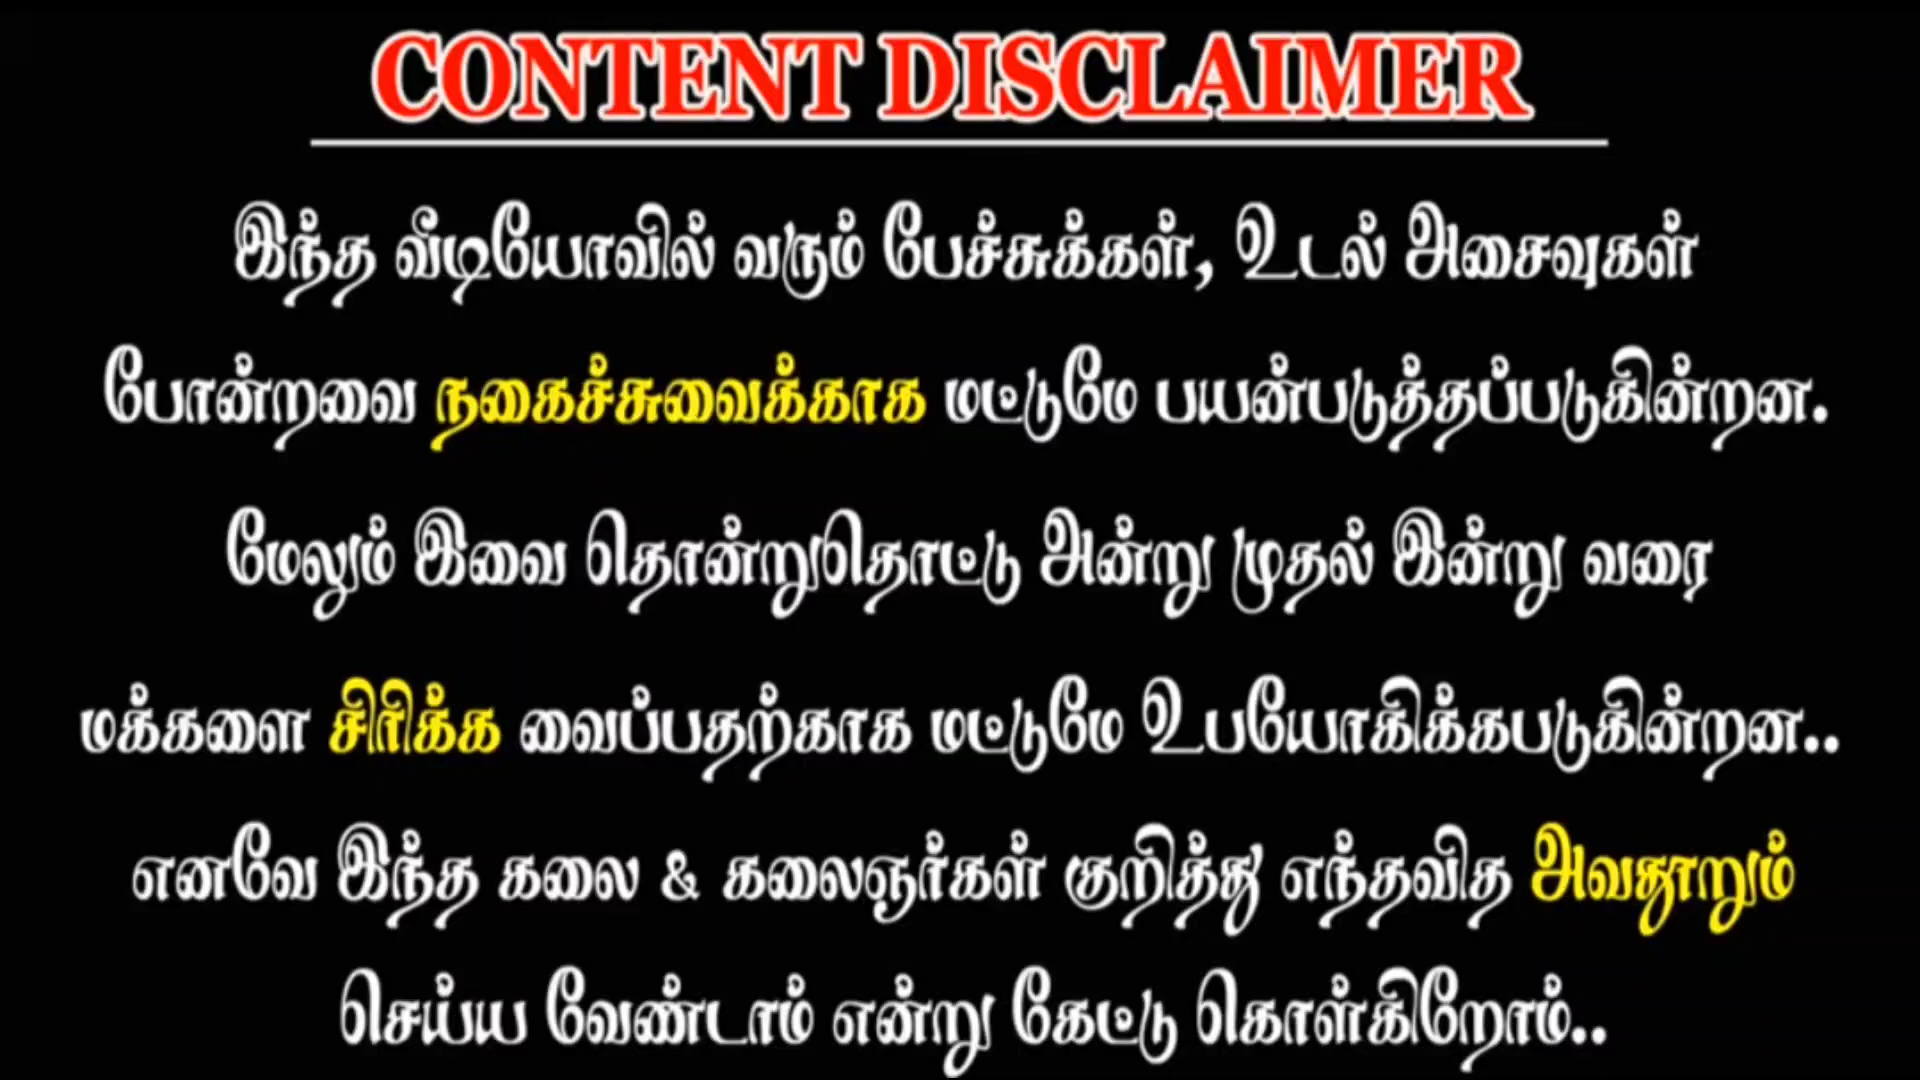 CONTENT DISCLAIMER
இந்த வீடியோவில் வரும் பேச்சுக்கள், உடல் அசைவுகள்
போன்றவை நகைச்சுவைக்காக மட்டுமே பயன்படுத்தப்படுகின்றன.
மேலும் இவை தொன்றுதொட்டு அன்று முதல் இன்று வரை
மக்களை சிரிக்க வைப்பதற்காக மட்டுமே உபயோகிக்கபடுகின்றன..
எனவே இந்த கலை & கலைஞர்கள் குறித்து எந்தவித அவதூறும்
செய்ய வேண்டாம் என்று கேட்டு கொள்கிறோம்..